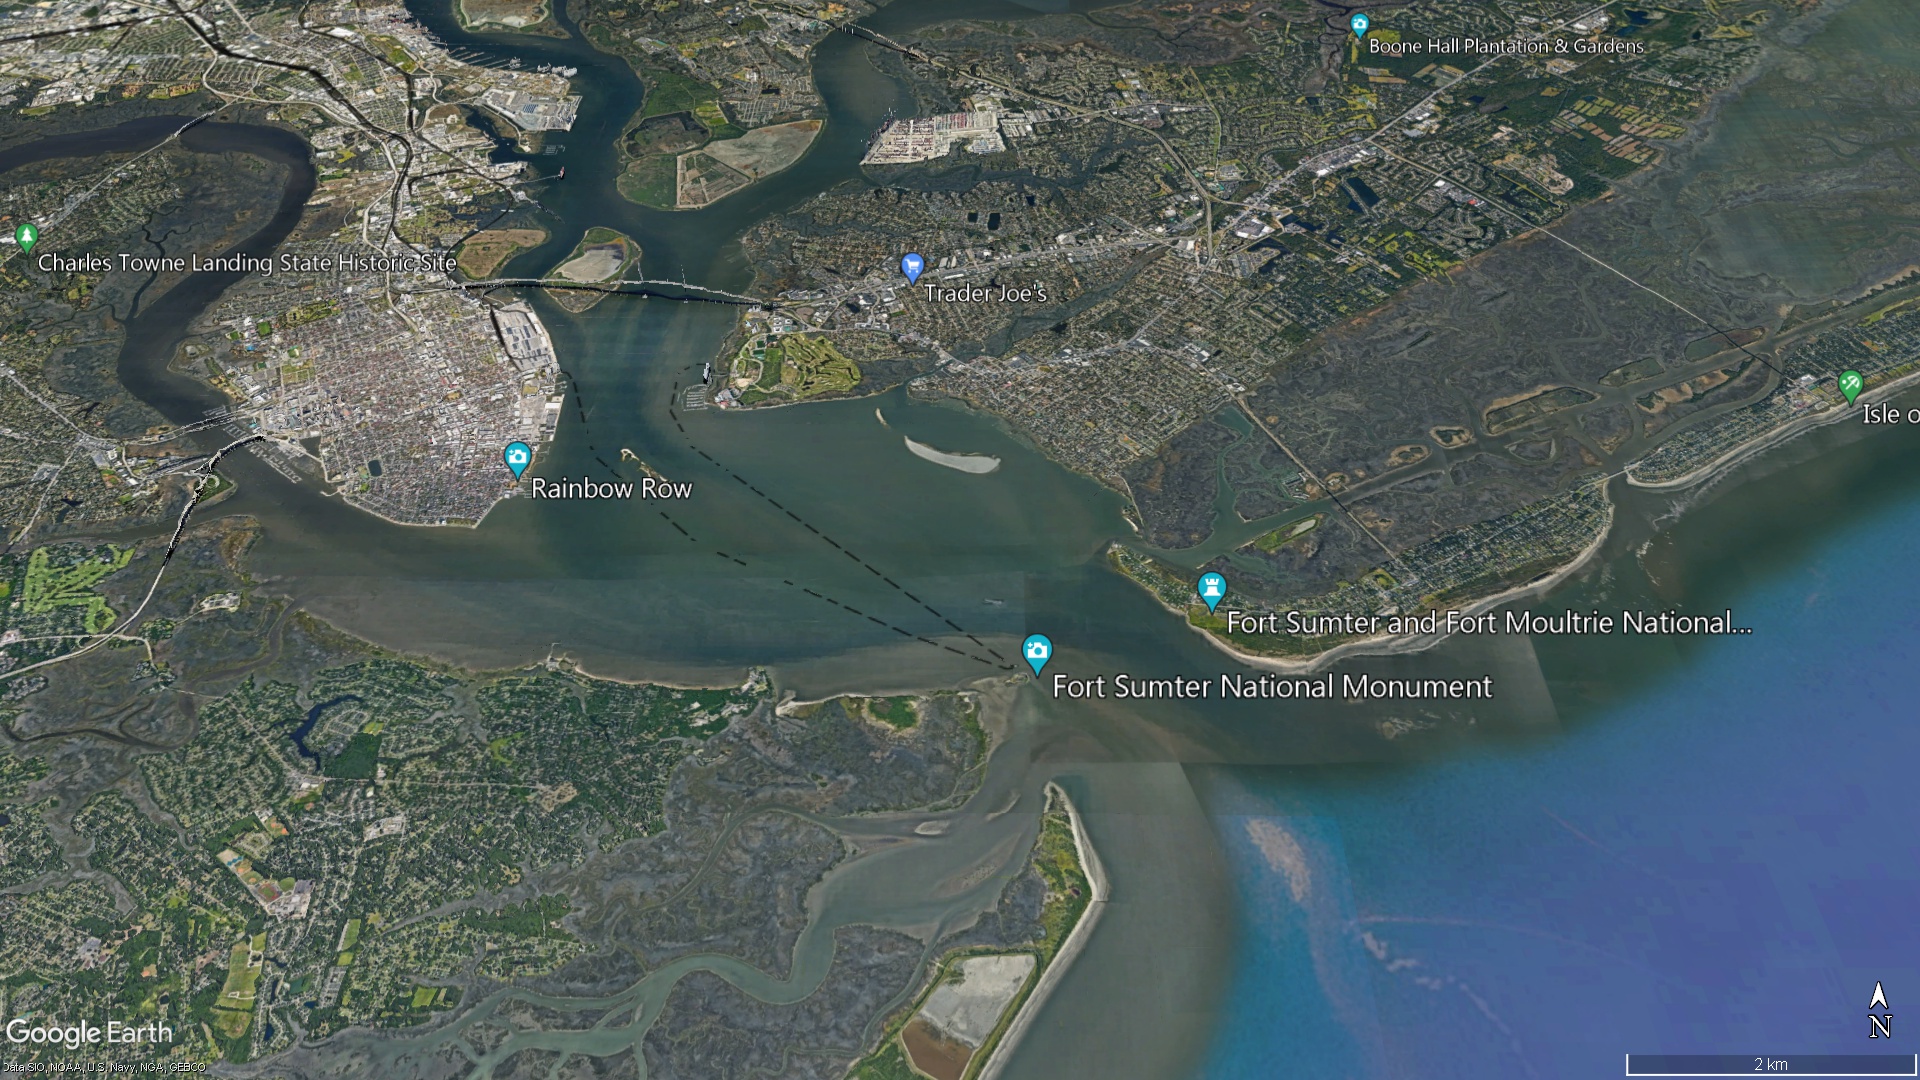 Boone Hall Plantation & Gardens
Charles Towne Landing State Historic Site
Trader Joe's
Isle o
Rainbow Row
Fort Sumter and Fort Moultrie National...
Fort Sumter National Monument
N
Google Earth
Data SIO, NOAA, U.S. Navy, NGA, GEBCO
2 km